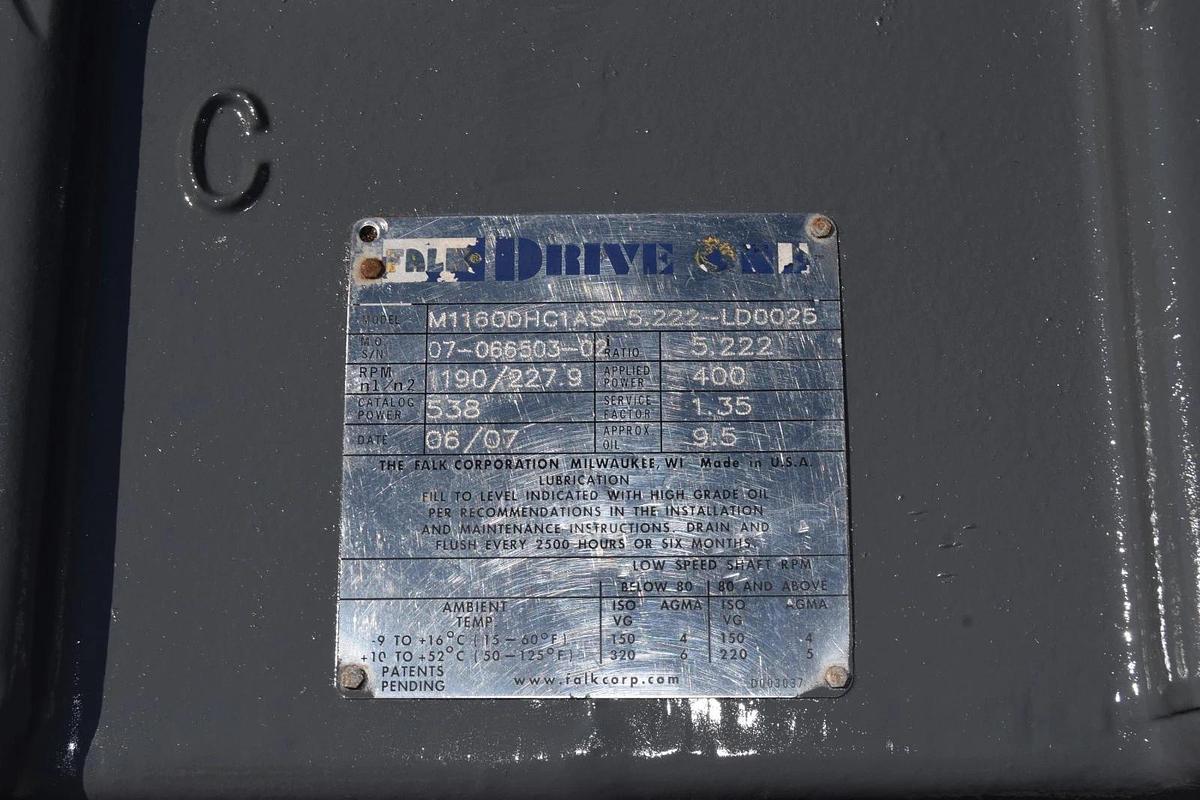 C
FALK® DRIVE ONE
MODEL M1160DHC1AS-5.222-LD0025
M.O. S/N 07-066503-02 i RATIO 5.222
RPM n1/n2 1190/227.9 APPLIED POWER 400
CATALOG POWER 538 SERVICE FACTOR 1.35
DATE 06/07 APPROX. OIL 9.5
THE FALK CORPORATION MILWAUKEE, WI Made in U.S.A.
LUBRICATION
FILL TO LEVEL INDICATED WITH HIGH GRADE OIL
PER RECOMMENDATIONS IN THE INSTALLATION
AND MAINTENANCE INSTRUCTIONS. DRAIN AND
FLUSH EVERY 2500 HOURS OR SIX MONTHS.
LOW SPEED SHAFT RPM
BELOW 80 80 AND ABOVE
AMBIENT TEMP. ISO VG AGMA ISO VG AGMA
-9 TO +16°C (15-60°F) 150 4 150 4
+10 TO +52°C (50-125°F) 320 6 220 5
PATENTS PENDING www.falkcorp.com D003037